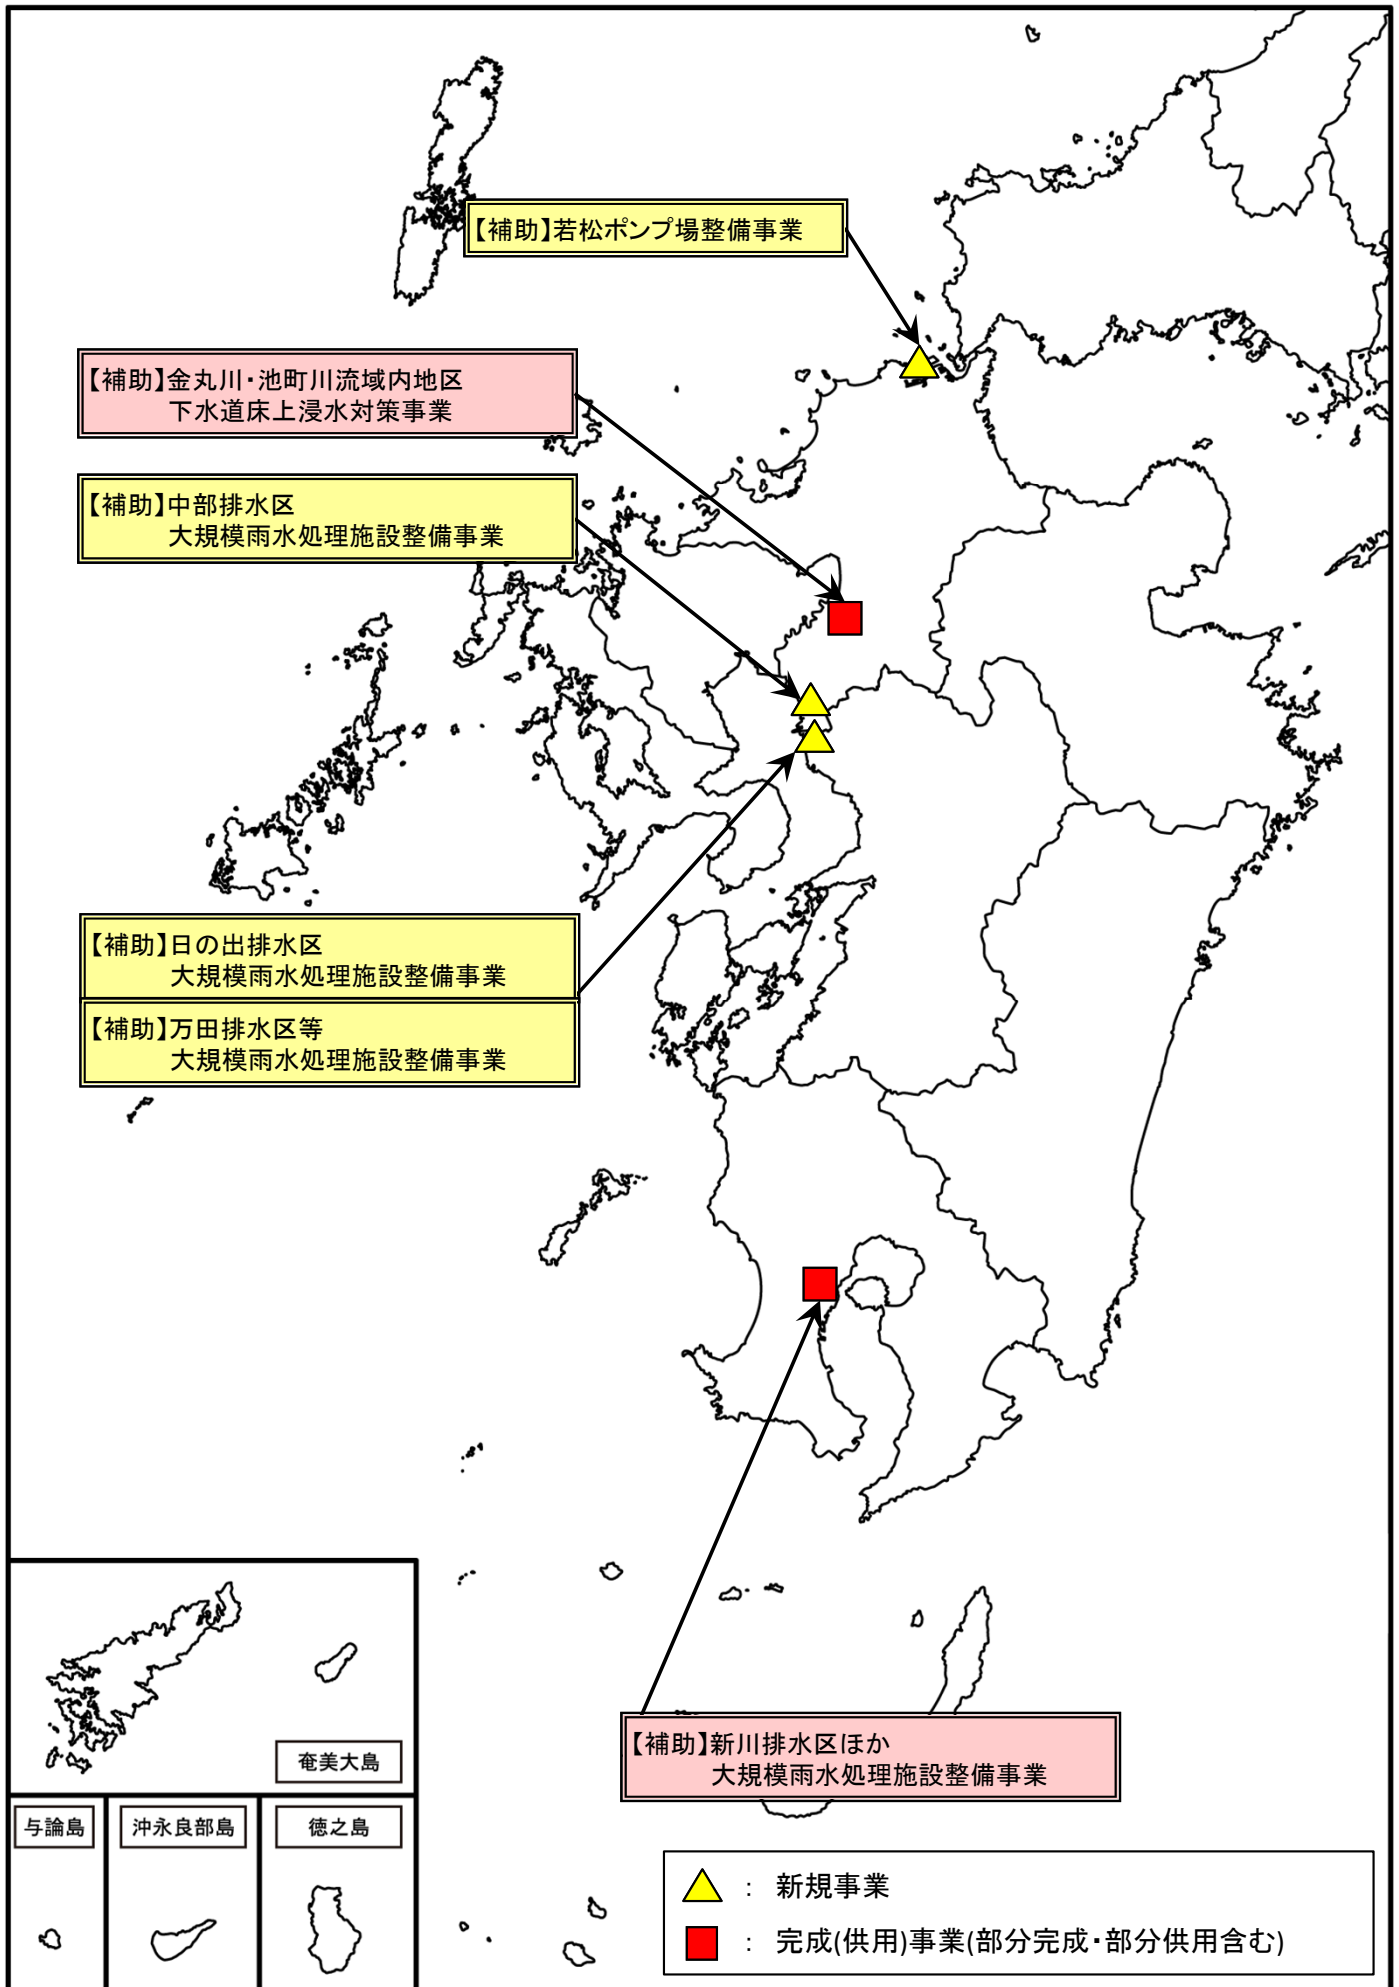 【補助】若松ポンプ場整備事業
【補助】金丸川・池町川流域内地区
下水道床上浸水対策事業
【補助】中部排水区
大規模雨水処理施設整備事業
【補助】日の出排水区
大規模雨水処理施設整備事業
【補助】万田排水区等
大規模雨水処理施設整備事業
【補助】新川排水区ほか
大規模雨水処理施設整備事業
奄美大島
与論島
沖永良部島
徳之島
： 新規事業
： 完成(供用)事業(部分完成・部分供用含む)